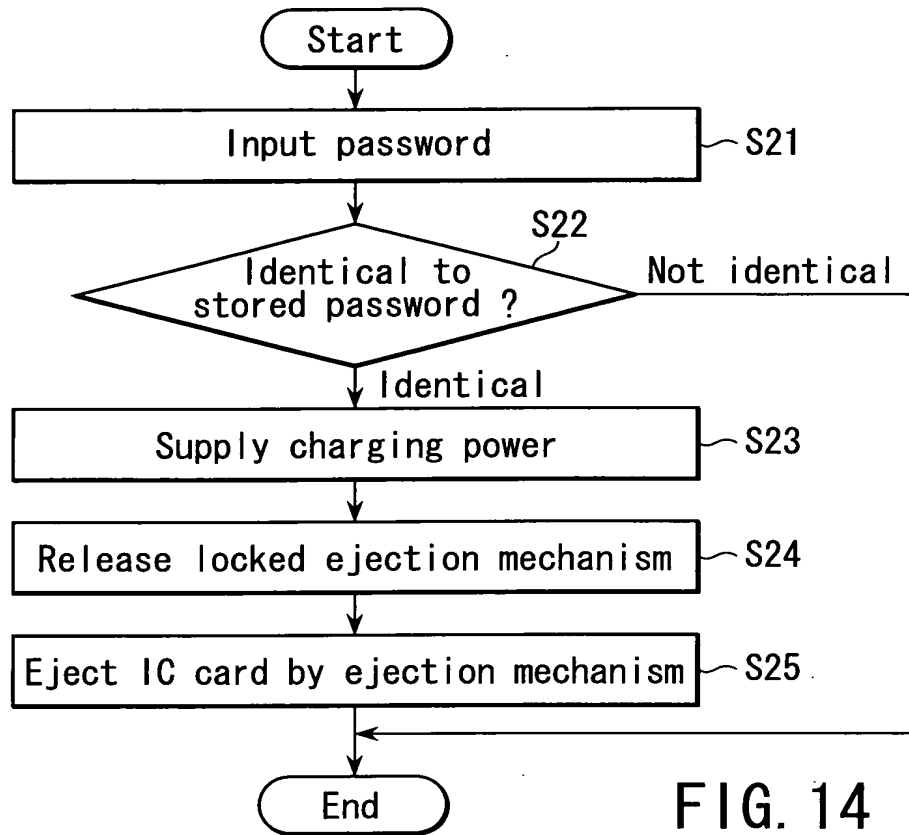 Start
Input password
S21
S22
Identical to
stored password ?
Not identical
Identical
Supply charging power
S23
Release locked ejection mechanism
S24
Eject IC card by ejection mechanism
S25
End
FIG. 14